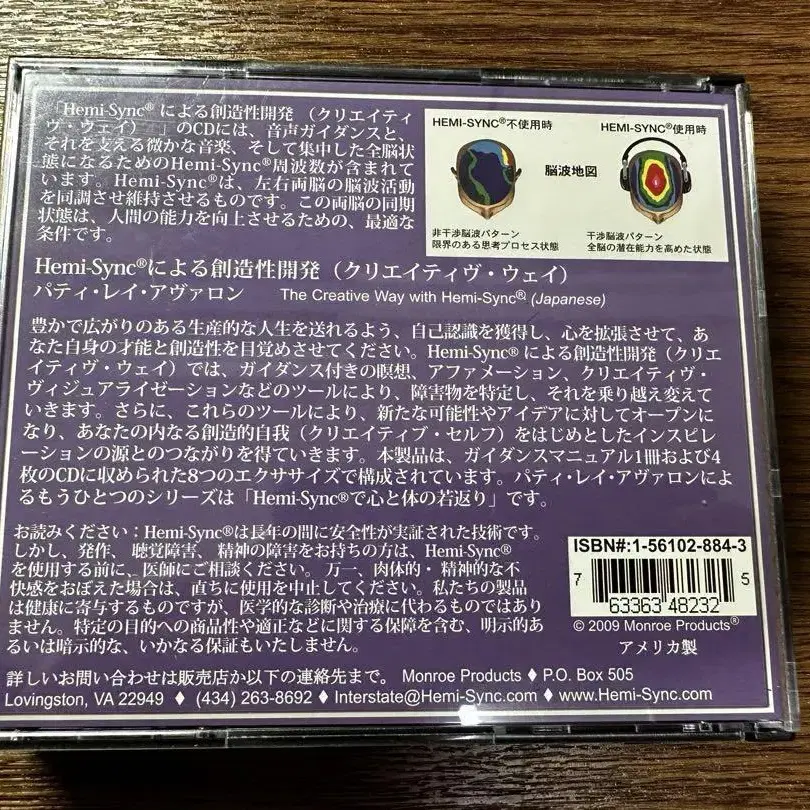 「Hemi-Sync® による創造性開発 （クリエイティ
ヴ・ウェイ） 」のCDには、音声ガイダンスと、
それを支える微かな音楽、そして集中した全脳状
態になるためのHemi-Sync®周波数が含まれて
います。Hemi-Sync®は、左右両脳の脳波活動
を同調させ維持させるものです。この両脳の同期
状態は、人間の能力を向上させるための、最適な
条件です。
HEMI-SYNC®不使用時
HEMI-SYNC®使用時
脳波地図
非干渉脳波パターン
限界のある思考プロセス状態
干渉脳波パターン
全脳の潜在能力を高めた状態
Hemi-Sync®による創造性開発（クリエイティヴ・ウェイ）
パティ・レイ・アヴァロン The Creative Way with Hemi-Sync® (Japanese)
豊かで広がりのある生産的な人生を送れるよう、自己認識を獲得し、心を拡張させて、あ
なた自身の才能と創造性を目覚めさせてください。Hemi-Sync® による創造性開発（クリエ
イティヴ・ウェイ）では、ガイダンス付きの瞑想、アファメーション、クリエイティヴ・
ヴィジュアライゼーションなどのツールにより、障害物を特定し、それを乗り越え変えて
いきます。さらに、これらのツールにより、新たな可能性やアイデアに対してオープンに
なり、あなたの内なる創造的自我（クリエイティブ・セルフ）をはじめとしたインスピレ
ーションの源とのつながりを得ていきます。本製品は、ガイダンスマニュアル1冊および4
枚のCDに収められた8つのエクササイズで構成されています。パティ・レイ・アヴァロンによ
るもうひとつのシリーズは「Hemi-Sync®で心と体の若返り」です。
お読みください：Hemi-Sync®は長年の間に安全性が実証された技術です。
しかし、発作、 聴覚障害、 精神の障害をお持ちの方は、Hemi-Sync®
を使用する前に、医師にご相談ください。 万一、肉体的・ 精神的な不
快感をおぼえた場合は、直ちに使用を中止してください。私たちの製品
は健康に寄与するものですが、医学的な診断や治療に代わるものではあり
ません。特定の目的への商品性や適正などに関する保障を含む、明示的あ
るいは暗示的な、いかなる保証もいたしません。
ISBN#:1-56102-884-3
7 63363 48232 5
© 2009 Monroe Products®
アメリカ製
詳しいお問い合わせは販売店か以下の連絡先まで。 Monroe Products ♦ P.O. Box 505
Lovingston, VA 22949 ♦ (434) 263-8692 ♦ Interstate@Hemi-Sync.com ♦ www.Hemi-Sync.com